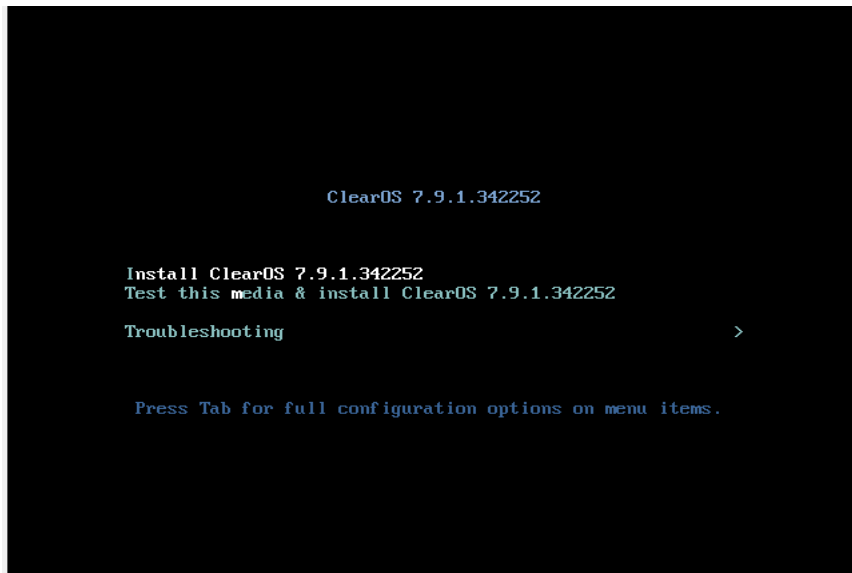 ClearOS 7.9.1.342252
Install ClearOS 7.9.1.342252
Test this media & install ClearOS 7.9.1.342252
Troubleshooting >
Press Tab for full configuration options on menu items.